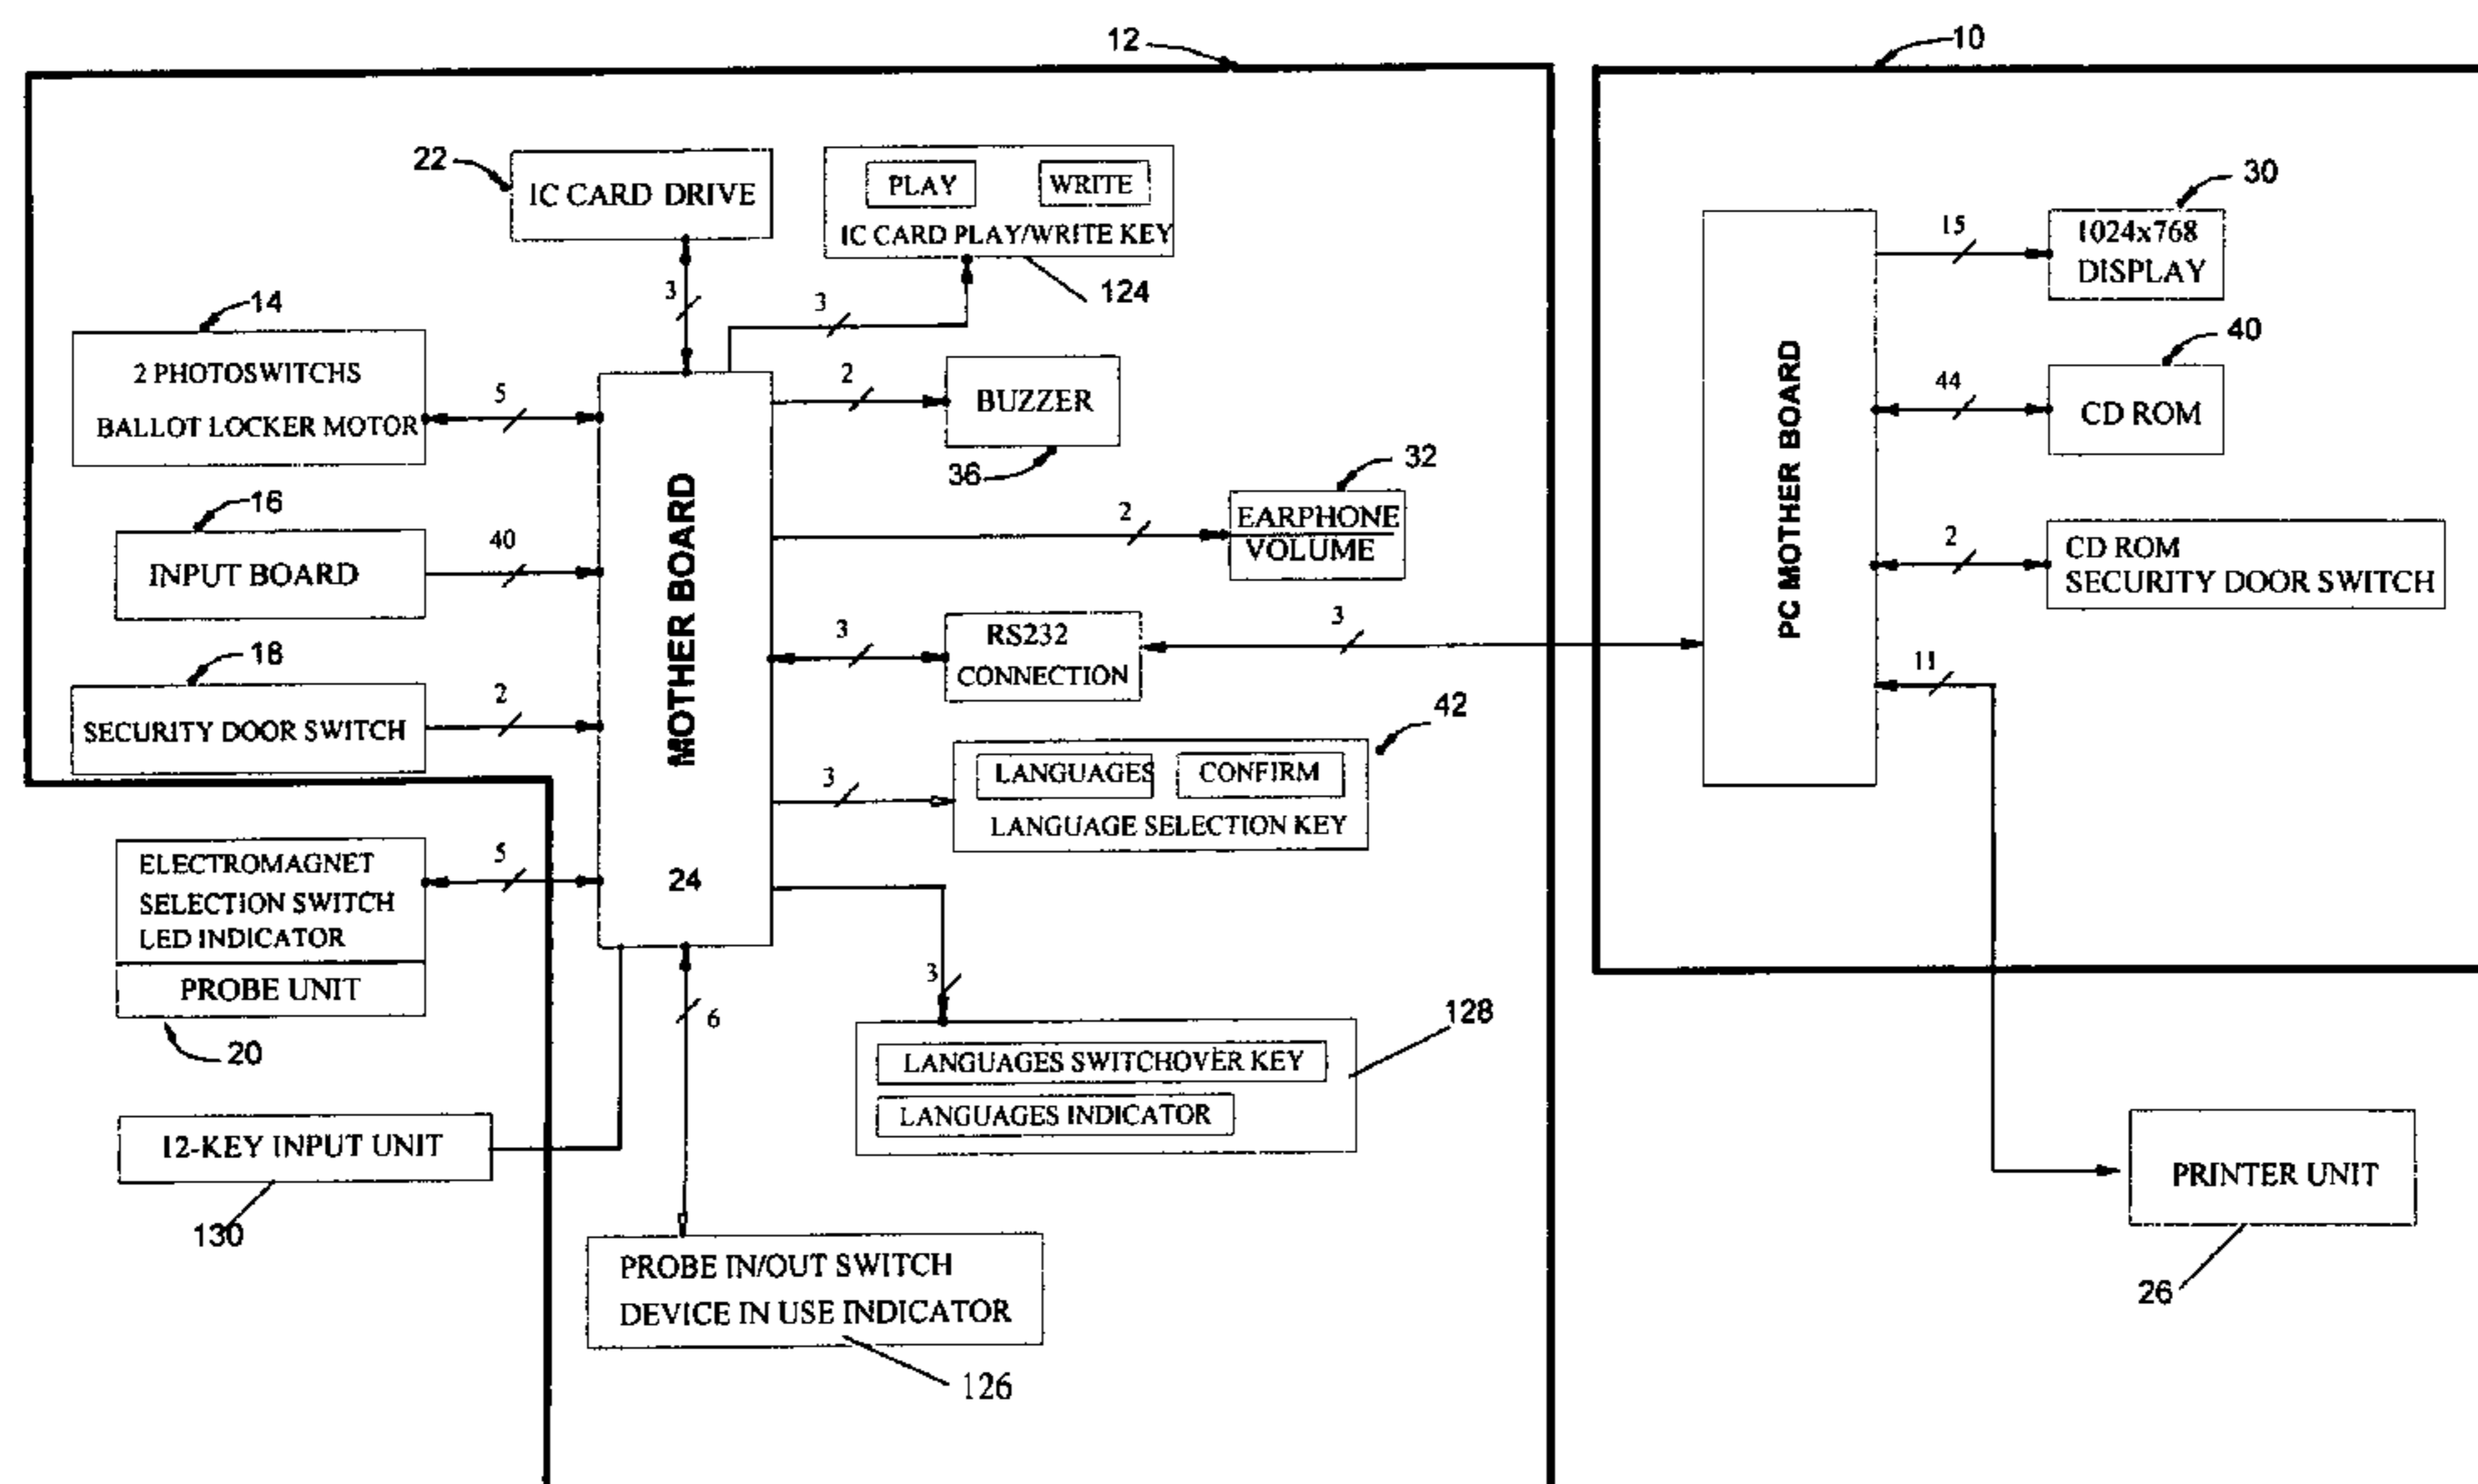 12
10
22
IC CARD DRIVE
PLAY
WRITE
IC CARD PLAY/WRITE KEY
124
3
3
14
2 PHOTOSWITCHS
BALLOT LOCKER MOTOR
5
2
BUZZER
36
32
EARPHONE
VOLUME
2
16
INPUT BOARD
40
MOTHER BOARD
24
3
RS232
CONNECTION
3
18
SECURITY DOOR SWITCH
2
42
LANGUAGES
CONFIRM
LANGUAGE SELECTION KEY
3
ELECTROMAGNET
SELECTION SWITCH
LED INDICATOR
PROBE UNIT
5
20
3
128
LANGUAGES SWITCHOVER KEY
LANGUAGES INDICATOR
6
12-KEY INPUT UNIT
130
PROBE IN/OUT SWITCH
DEVICE IN USE INDICATOR
126
PC MOTHER BOARD
15
30
1024x768
DISPLAY
44
40
CD ROM
2
CD ROM
SECURITY DOOR SWITCH
11
PRINTER UNIT
26